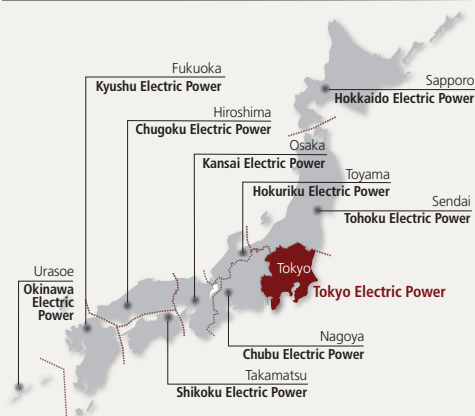 Fukuoka
Kyushu Electric Power
Sapporo
Hokkaido Electric Power
Hiroshima
Chugoku Electric Power
Osaka
Kansai Electric Power
Toyama
Hokuriku Electric Power
Sendai
Tohoku Electric Power
Tokyo
Tokyo Electric Power
Urasoe
Okinawa
Electric
Power
Nagoya
Chubu Electric Power
Takamatsu
Shikoku Electric Power